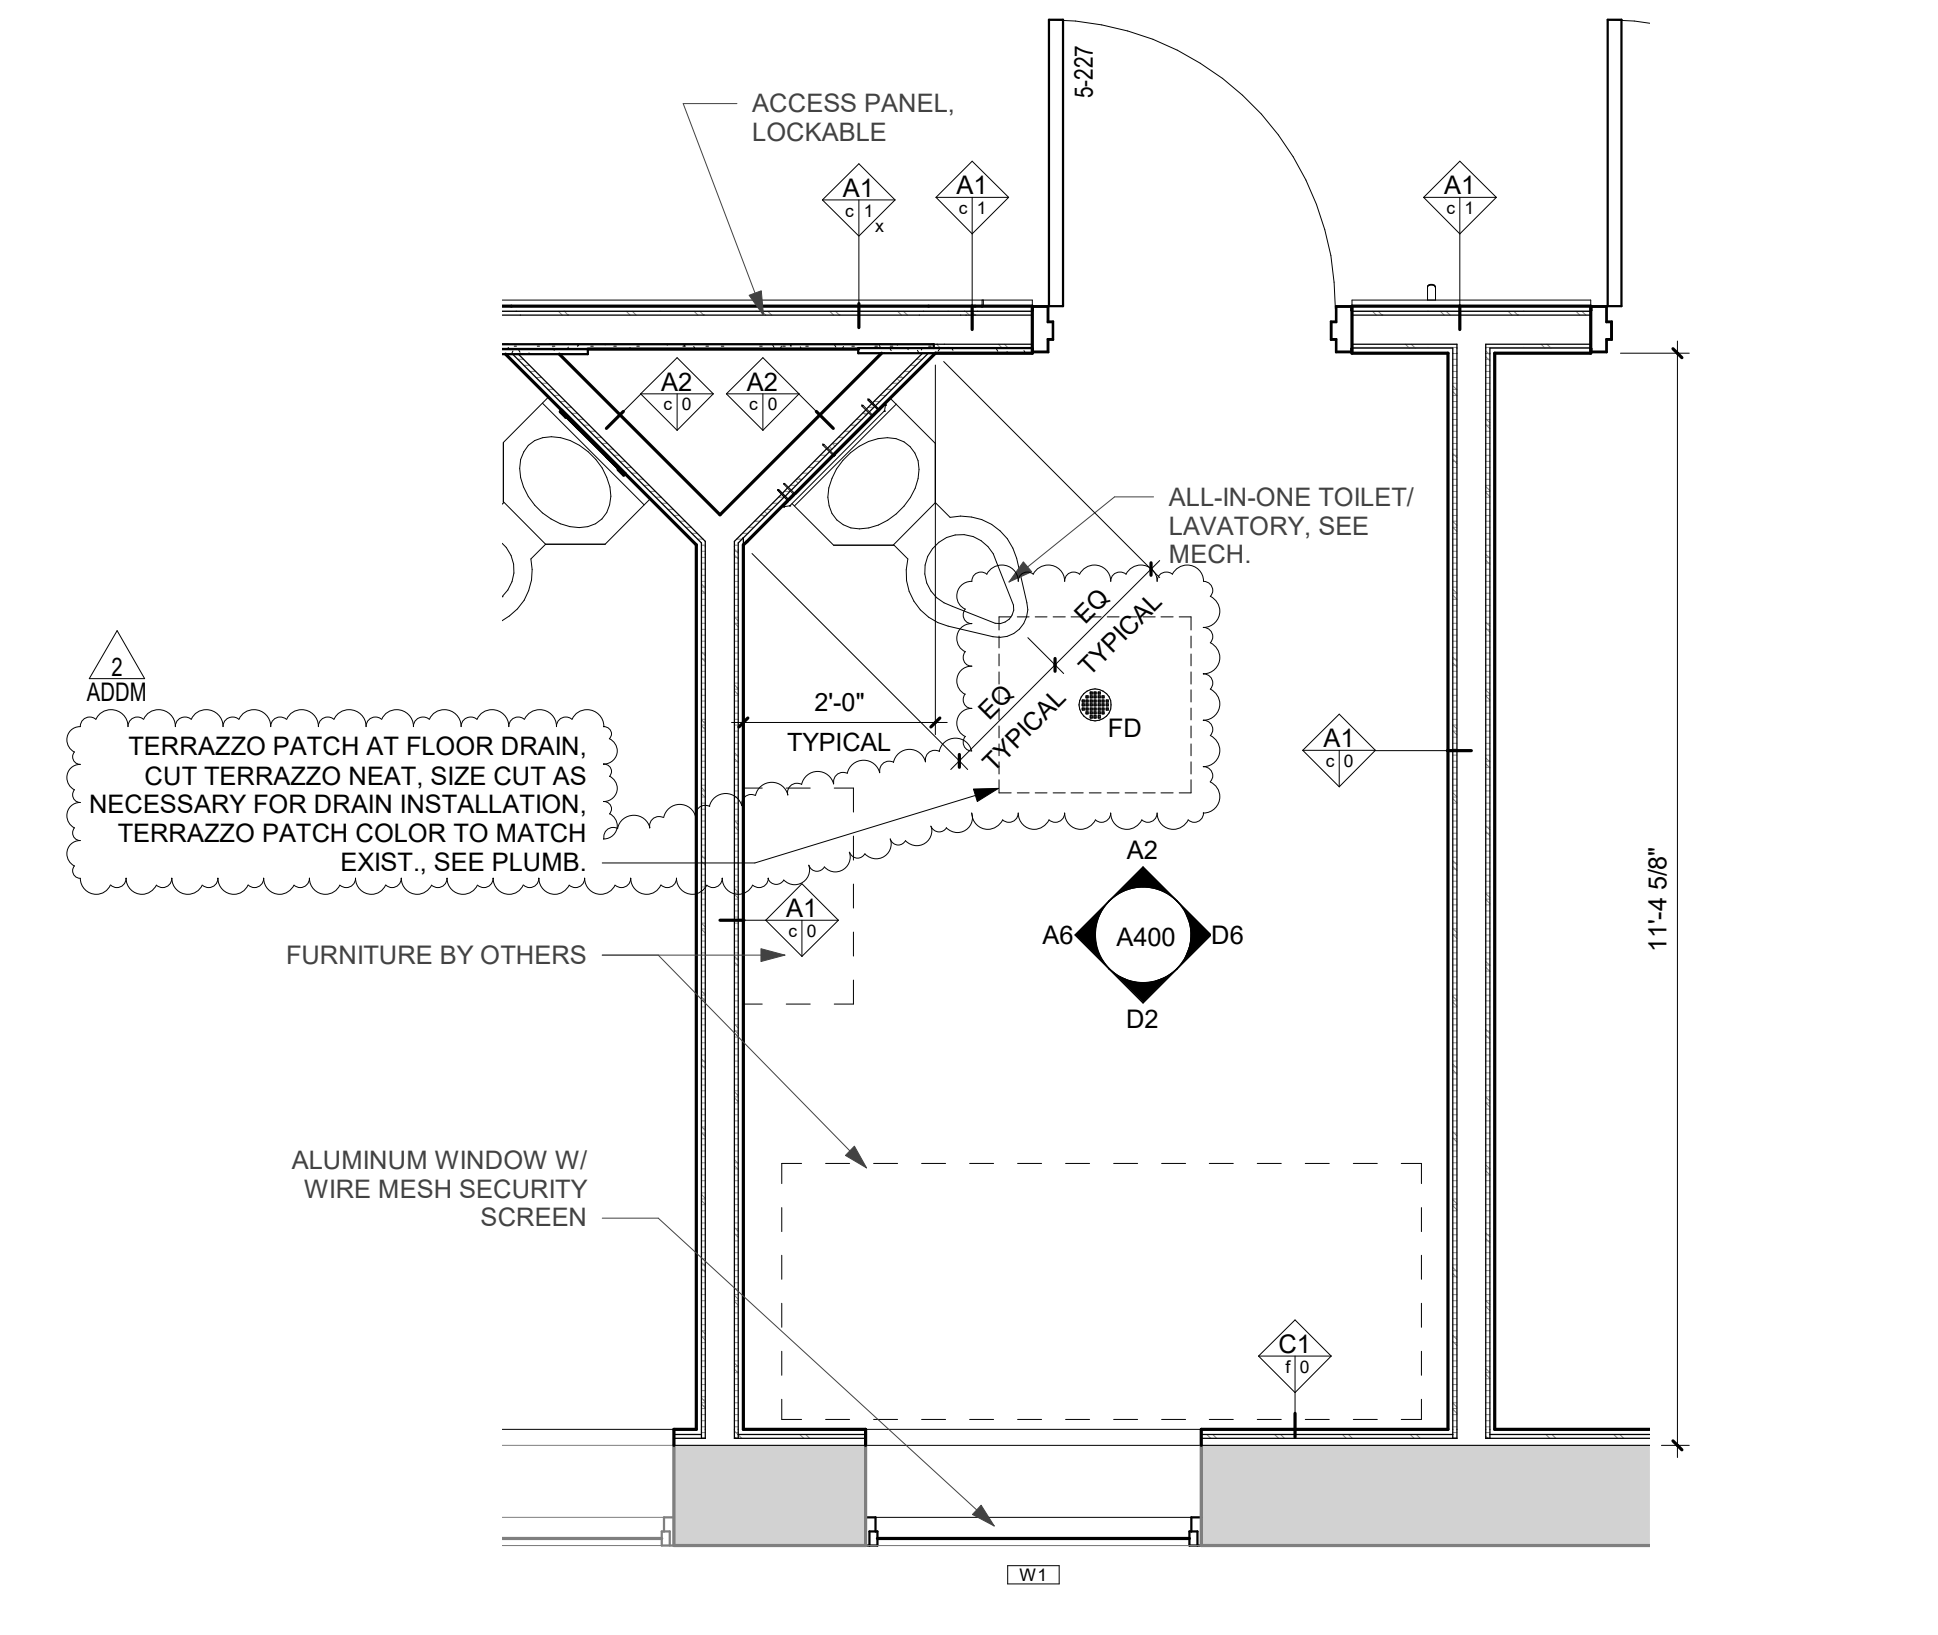 5-227
ACCESS PANEL,
LOCKABLE
A1
c 1
x
A1
c 1
A1
c 1
A2
c 0
A2
c 0
ALL-IN-ONE TOILET/
LAVATORY, SEE
MECH.
EQ
TYPICAL
EQ
TYPICAL
2'-0"
TYPICAL
FD
2
ADDM
TERRAZZO PATCH AT FLOOR DRAIN,
CUT TERRAZZO NEAT, SIZE CUT AS
NECESSARY FOR DRAIN INSTALLATION,
TERRAZZO PATCH COLOR TO MATCH
EXIST., SEE PLUMB.
A1
c 0
A1
c 0
A2
A6
A400
D6
D2
11'-4 5/8"
FURNITURE BY OTHERS
ALUMINUM WINDOW W/
WIRE MESH SECURITY
SCREEN
C1
f 0
W1